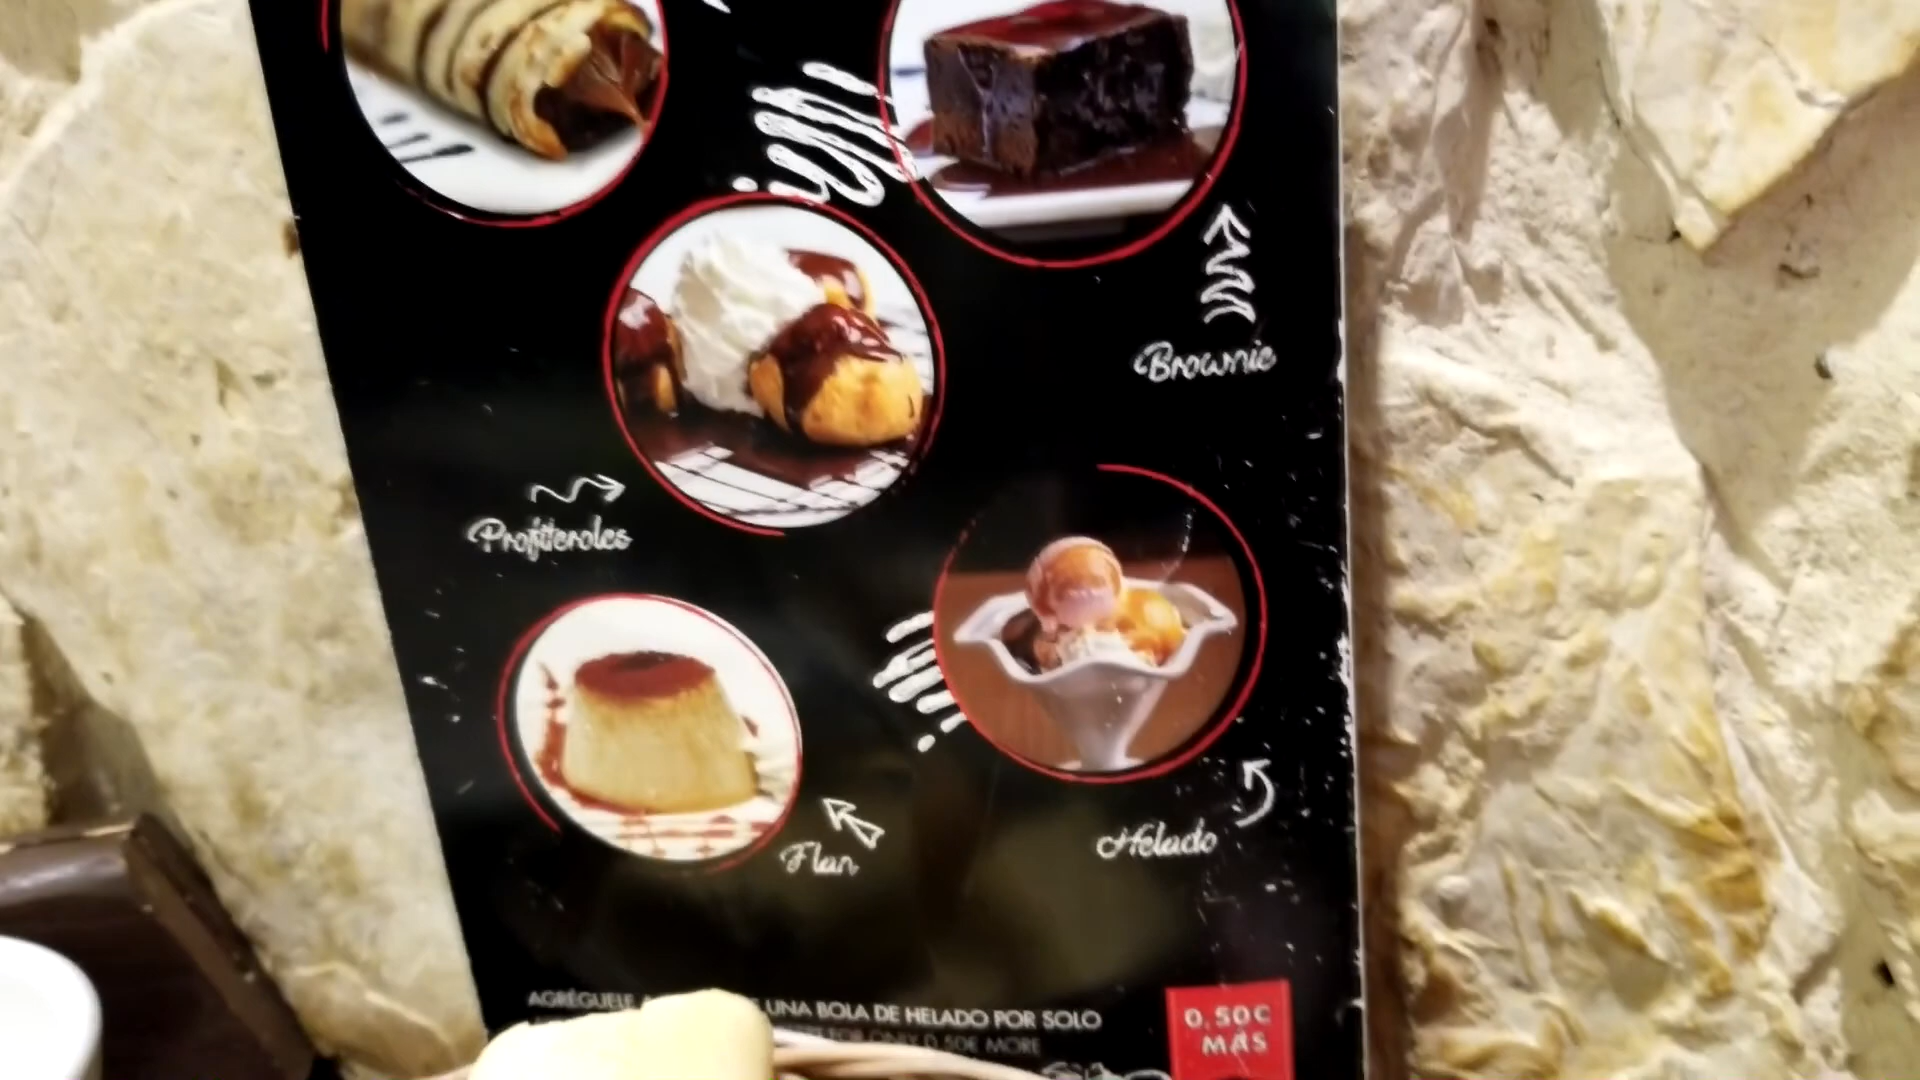 Brownie
Profiteroles
Helado
Flan
AGRÉGUELE UNA BOLA DE HELADO POR SOLO
FOR ONLY 0.50€ MORE
0.50€
MÁS